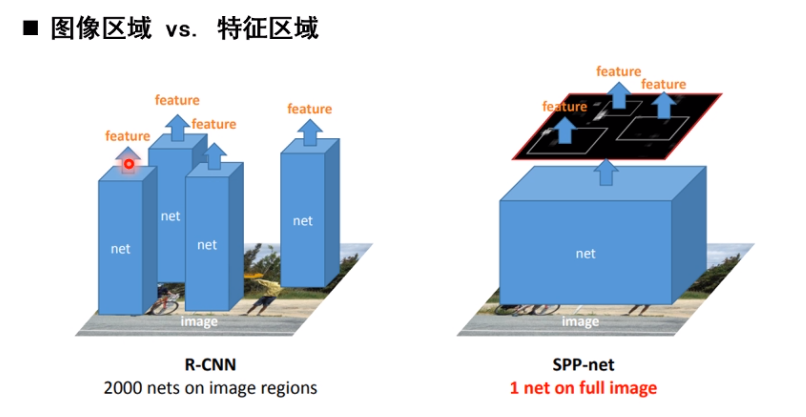 ■ 图像区域 vs. 特征区域
feature
feature
feature
feature
net
net
net
net
image
R-CNN
2000 nets on image regions
feature
feature
feature
net
image
SPP-net
1 net on full image